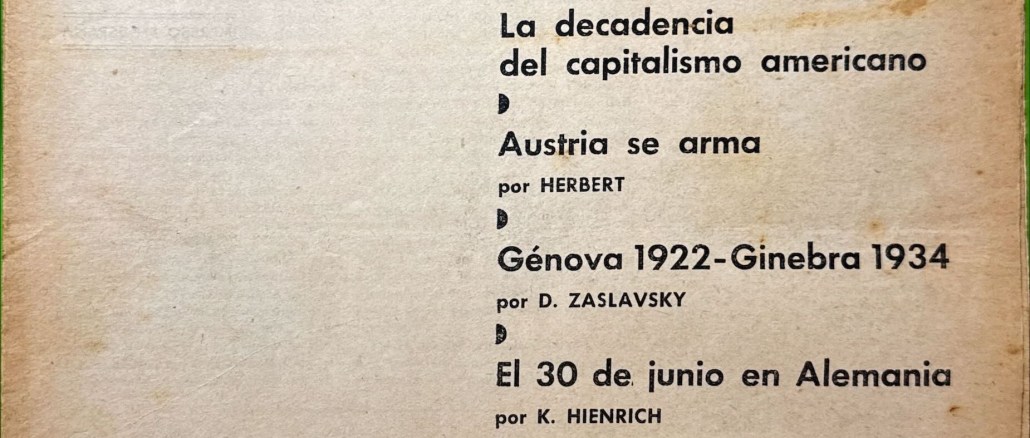 La decadencia
del capitalismo americano
Austria se arma
por HERBERT
Génova 1922-Ginebra 1934
por D. ZASLAVSKY
El 30 de junio en Alemania
por K. HIENRICH